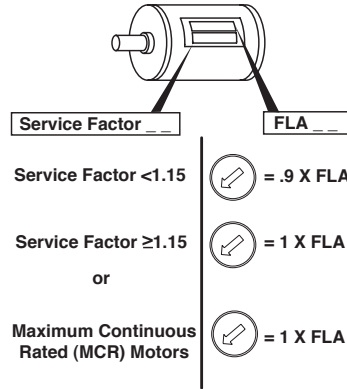 Service Factor _ _
FLA _ _
Service Factor <1.15
= .9 X FLA
Service Factor ≥1.15
= 1 X FLA
or
Maximum Continuous
Rated (MCR) Motors
= 1 X FLA